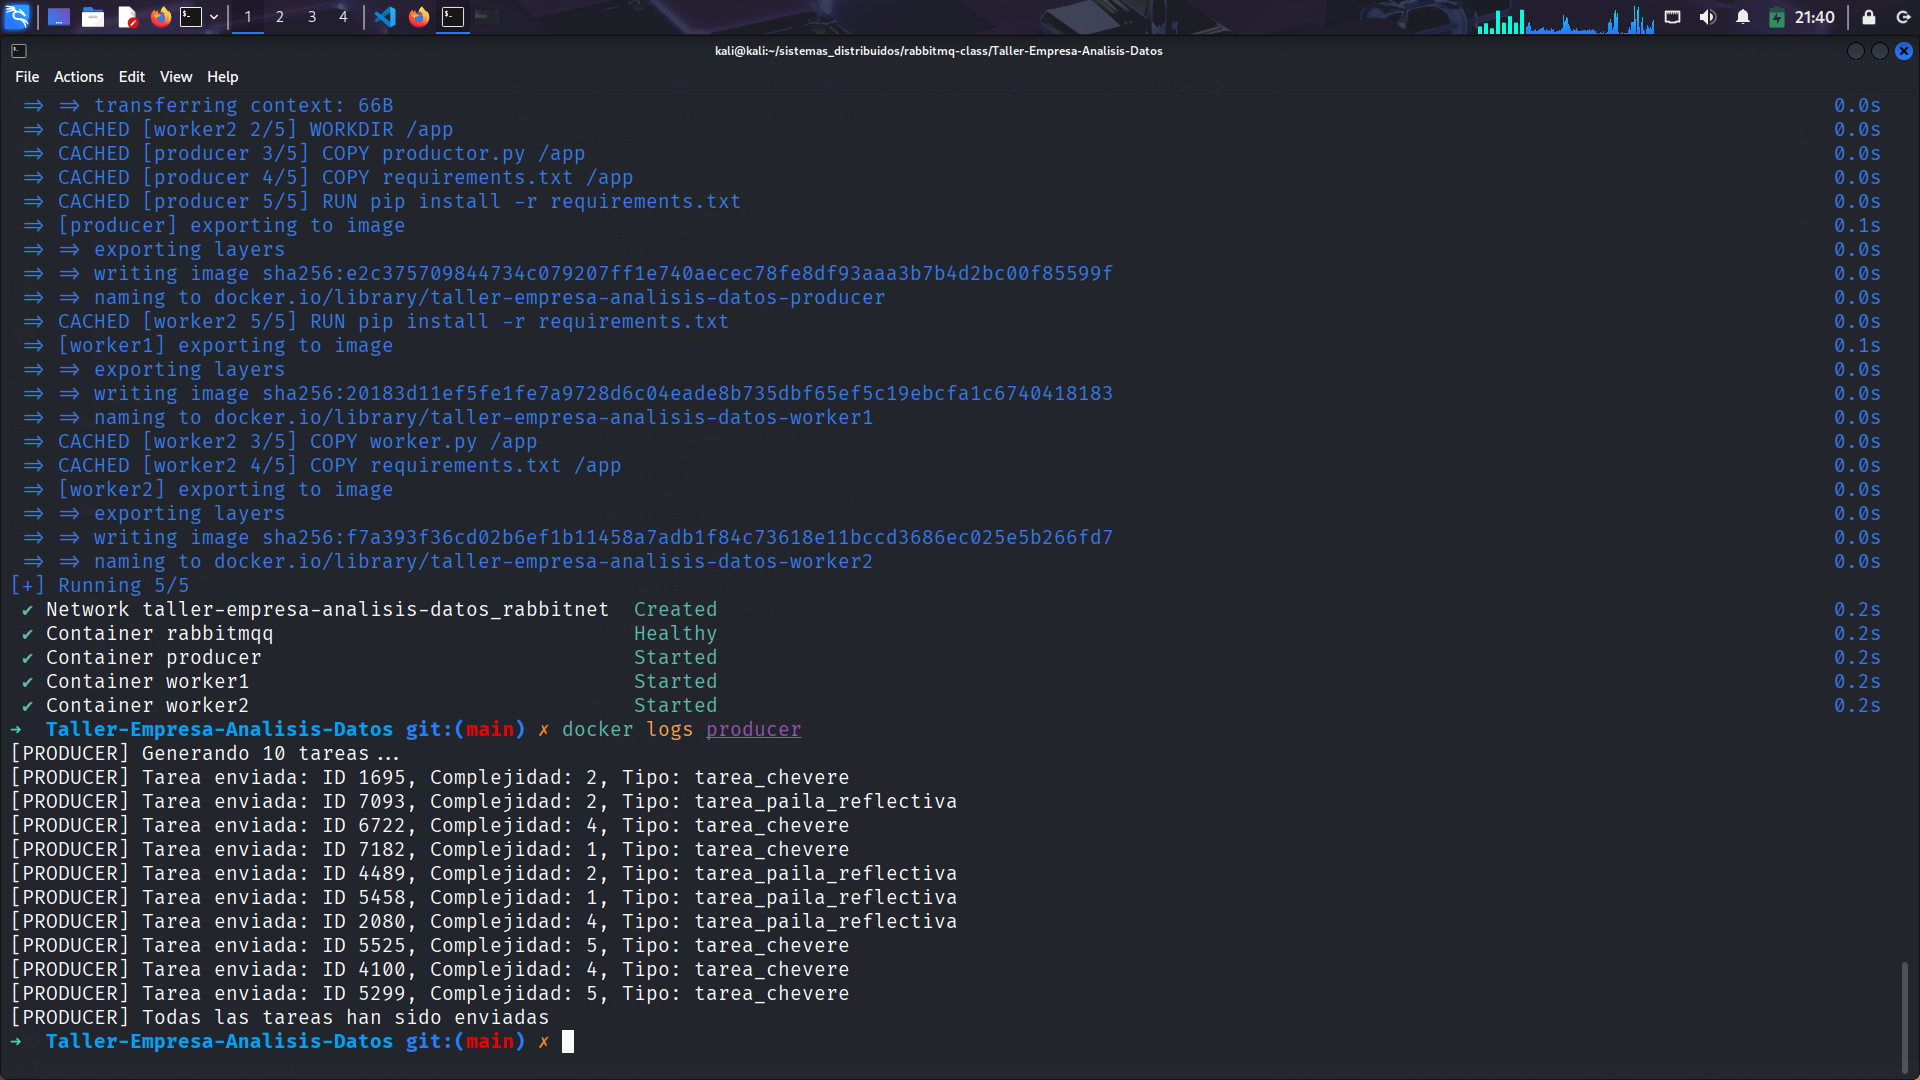 1 2 3 4 21:40
kali@kali:~/sistemas_distribuidos/rabbitmq-class/Taller-Empresa-Analisis-Datos
File Actions Edit View Help
=> => transferring context: 66B 0.0s
=> CACHED [worker2 2/5] WORKDIR /app 0.0s
=> CACHED [producer 3/5] COPY productor.py /app 0.0s
=> CACHED [producer 4/5] COPY requirements.txt /app 0.0s
=> CACHED [producer 5/5] RUN pip install -r requirements.txt 0.0s
=> [producer] exporting to image 0.1s
=> => exporting layers 0.0s
=> => writing image sha256:e2c375709844734c079207ff1e740aecec78fe8df93aaa3b7b4d2bc00f85599f 0.0s
=> => naming to docker.io/library/taller-empresa-analisis-datos-producer 0.0s
=> CACHED [worker2 5/5] RUN pip install -r requirements.txt 0.0s
=> [worker1] exporting to image 0.1s
=> => exporting layers 0.0s
=> => writing image sha256:20183d11ef5fe1fe7a9728d6c04eade8b735dbf65ef5c19ebcfa1c6740418183 0.0s
=> => naming to docker.io/library/taller-empresa-analisis-datos-worker1 0.0s
=> CACHED [worker2 3/5] COPY worker.py /app 0.0s
=> CACHED [worker2 4/5] COPY requirements.txt /app 0.0s
=> [worker2] exporting to image 0.0s
=> => exporting layers 0.0s
=> => writing image sha256:f7a393f36cd02b6ef1b11458a7adb1f84c73618e11bccd3686ec025e5b266fd7 0.0s
=> => naming to docker.io/library/taller-empresa-analisis-datos-worker2 0.0s
[+] Running 5/5
✔ Network taller-empresa-analisis-datos_rabbitnet Created 0.2s
✔ Container rabbitmqq Healthy 0.2s
✔ Container producer Started 0.2s
✔ Container worker1 Started 0.2s
✔ Container worker2 Started 0.2s
→ Taller-Empresa-Analisis-Datos git:(main) ✗ docker logs producer
[PRODUCER] Generando 10 tareas...
[PRODUCER] Tarea enviada: ID 1695, Complejidad: 2, Tipo: tarea_chevere
[PRODUCER] Tarea enviada: ID 7093, Complejidad: 2, Tipo: tarea_paila_reflectiva
[PRODUCER] Tarea enviada: ID 6722, Complejidad: 4, Tipo: tarea_chevere
[PRODUCER] Tarea enviada: ID 7182, Complejidad: 1, Tipo: tarea_chevere
[PRODUCER] Tarea enviada: ID 4489, Complejidad: 2, Tipo: tarea_paila_reflectiva
[PRODUCER] Tarea enviada: ID 5458, Complejidad: 1, Tipo: tarea_paila_reflectiva
[PRODUCER] Tarea enviada: ID 2080, Complejidad: 4, Tipo: tarea_paila_reflectiva
[PRODUCER] Tarea enviada: ID 5525, Complejidad: 5, Tipo: tarea_chevere
[PRODUCER] Tarea enviada: ID 4100, Complejidad: 4, Tipo: tarea_chevere
[PRODUCER] Tarea enviada: ID 5299, Complejidad: 5, Tipo: tarea_chevere
[PRODUCER] Todas las tareas han sido enviadas
→ Taller-Empresa-Analisis-Datos git:(main) ✗